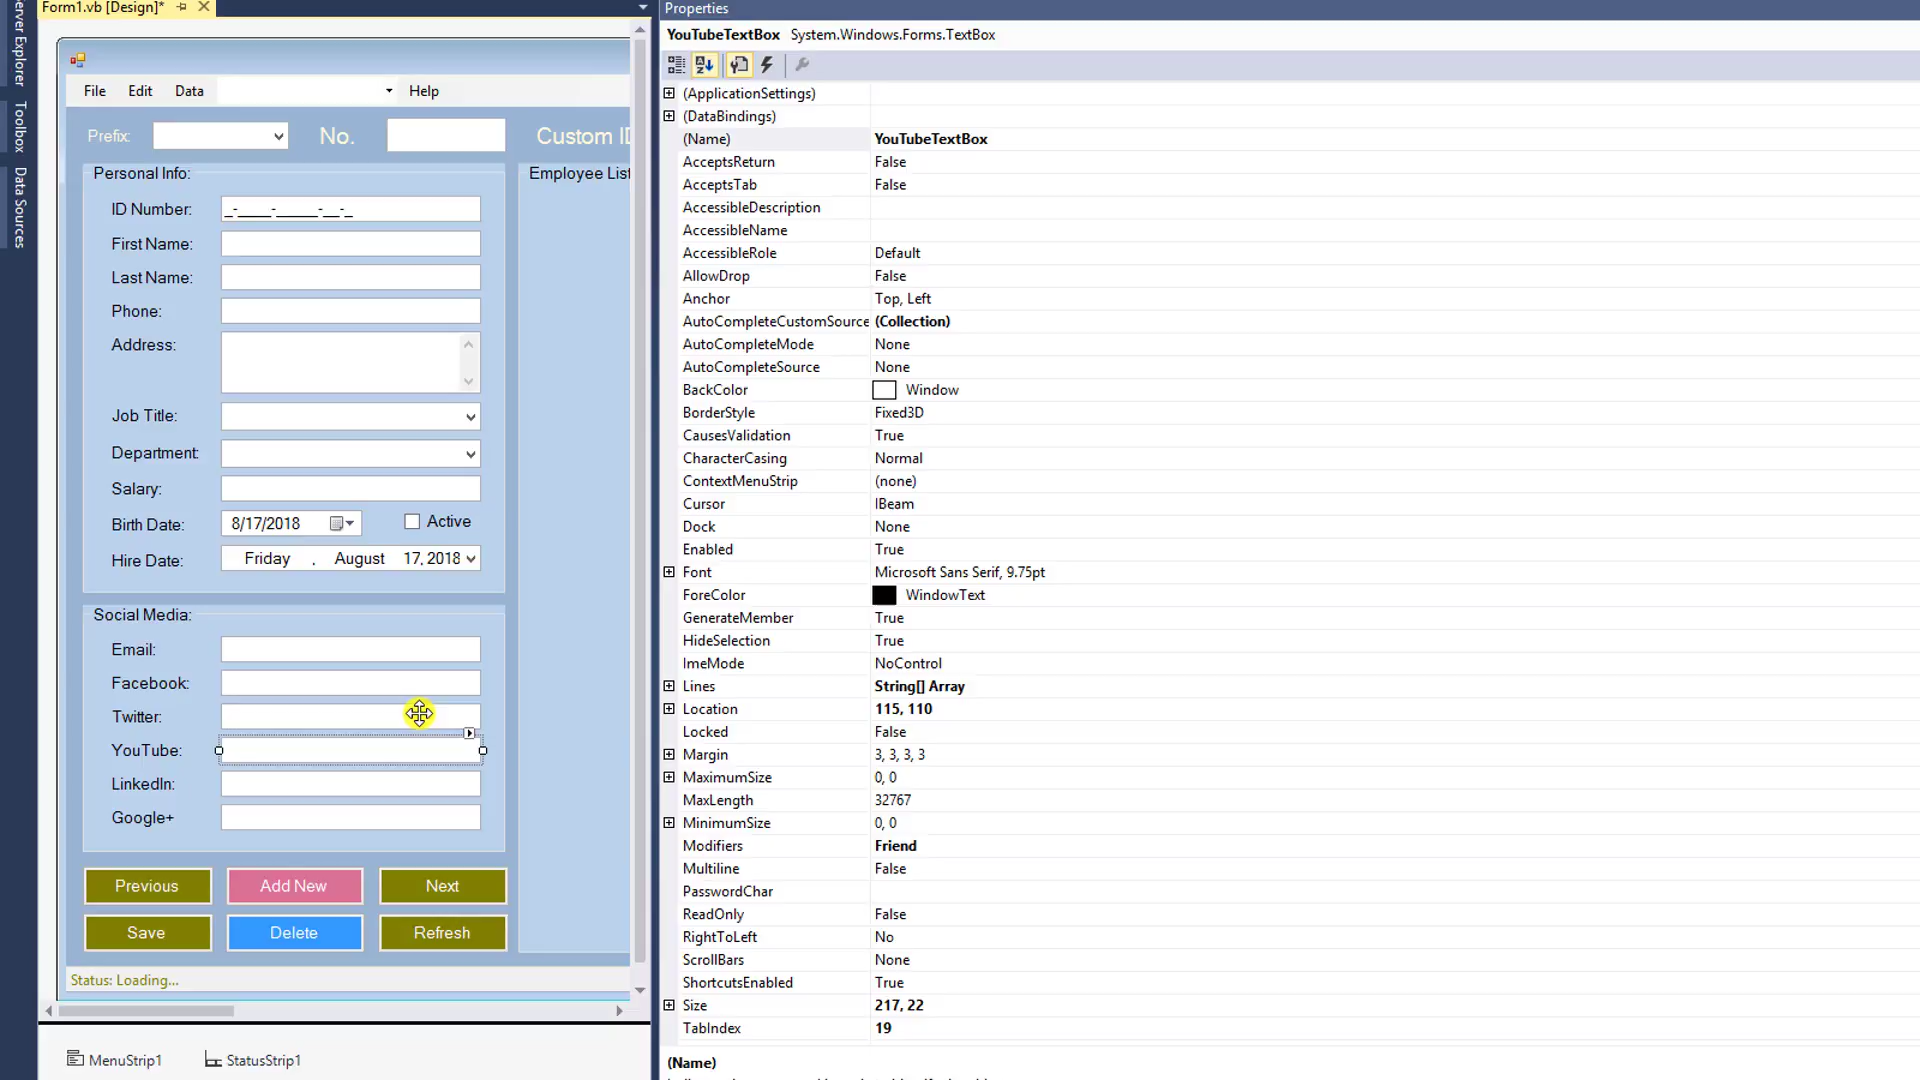 Form1.vb [Design]*
Server Explorer
Toolbox
Data Sources
File Edit Data Help
Prefix: No. Custom ID
Personal Info:
Employee List
ID Number: _-____-_____-__-_
First Name:
Last Name:
Phone:
Address:
Job Title:
Department:
Salary:
Birth Date: 8/17/2018 Active
Hire Date: Friday , August 17, 2018
Social Media:
Email:
Facebook:
Twitter:
YouTube:
LinkedIn:
Google+
Previous Add New Next
Save Delete Refresh
Status: Loading...
MenuStrip1 StatusStrip1
Properties
YouTubeTextBox System.Windows.Forms.TextBox
(ApplicationSettings)
(DataBindings)
(Name) YouTubeTextBox
AcceptsReturn False
AcceptsTab False
AccessibleDescription
AccessibleName
AccessibleRole Default
AllowDrop False
Anchor Top, Left
AutoCompleteCustomSource (Collection)
AutoCompleteMode None
AutoCompleteSource None
BackColor Window
BorderStyle Fixed3D
CausesValidation True
CharacterCasing Normal
ContextMenuStrip (none)
Cursor IBeam
Dock None
Enabled True
Font Microsoft Sans Serif, 9.75pt
ForeColor WindowText
GenerateMember True
HideSelection True
ImeMode NoControl
Lines String[] Array
Location 115, 110
Locked False
Margin 3, 3, 3, 3
MaximumSize 0, 0
MaxLength 32767
MinimumSize 0, 0
Modifiers Friend
Multiline False
PasswordChar
ReadOnly False
RightToLeft No
ScrollBars None
ShortcutsEnabled True
Size 217, 22
TabIndex 19
(Name)